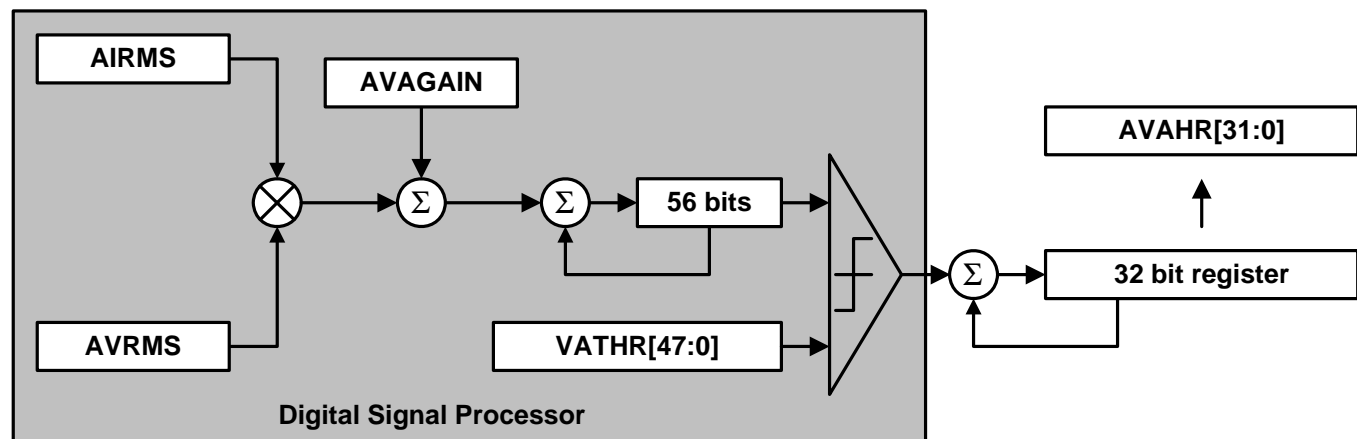 AIRMS
AVAGAIN
AVAHR[31:0]
Σ
Σ
56 bits
Σ
32 bit register
AVRMS
VATHR[47:0]
Digital Signal Processor